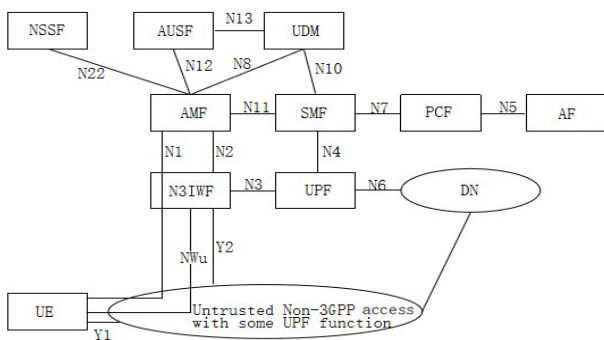 NSSF
AUSF
N13
UDM
N22
N12
N8
N10
AMF
N11
SMF
N7
PCF
N5
AF
N1
N2
N4
N3IWF
N3
UPF
N6
DN
NWu
Y2
UE
Untrusted Non-3GPP access
with some UPF function
Y1